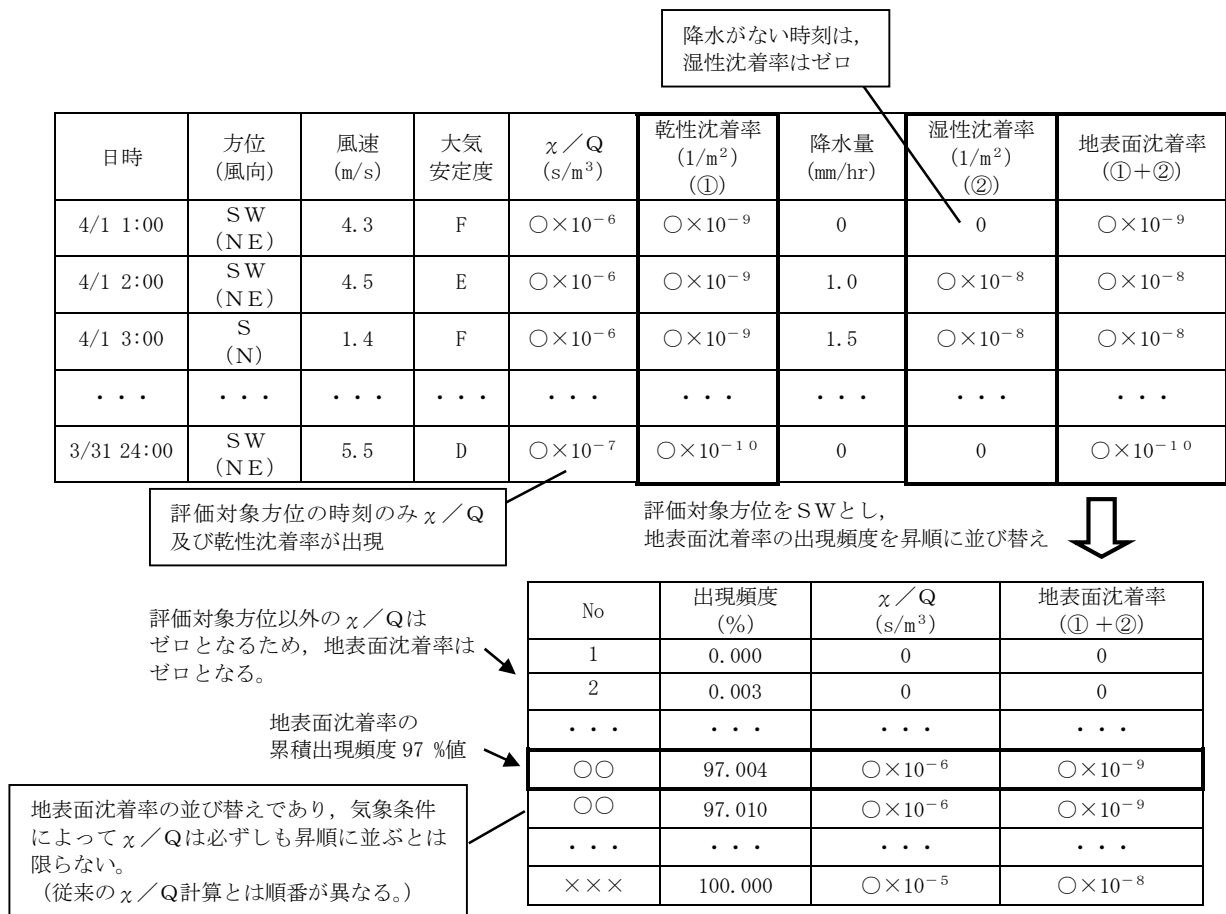 降水がない時刻は，
湿性沈着率はゼロ
日時 方位 (風向) 風速 (m/s) 大気 安定度 χ／Q (s/m³) 乾性沈着率 (1/m²) (①) 降水量 (mm/hr) 湿性沈着率 (1/m²) (②) 地表面沈着率 (①＋②)
4/1 1:00 ＳＷ (ＮＥ) 4.3 F ○×10⁻⁶ ○×10⁻⁹ 0 0 ○×10⁻⁹
4/1 2:00 ＳＷ (ＮＥ) 4.5 E ○×10⁻⁶ ○×10⁻⁹ 1.0 ○×10⁻⁸ ○×10⁻⁸
4/1 3:00 Ｓ (Ｎ) 1.4 F ○×10⁻⁶ ○×10⁻⁹ 1.5 ○×10⁻⁸ ○×10⁻⁸
・・・ ・・・ ・・・ ・・・ ・・・ ・・・ ・・・ ・・・ ・・・
3/31 24:00 ＳＷ (ＮＥ) 5.5 D ○×10⁻⁷ ○×10⁻¹⁰ 0 0 ○×10⁻¹⁰
評価対象方位の時刻のみχ／Ｑ
及び乾性沈着率が出現
評価対象方位をＳＷとし，
地表面沈着率の出現頻度を昇順に並び替え
評価対象方位以外のχ／Ｑは
ゼロとなるため，地表面沈着率は
ゼロとなる。
地表面沈着率の
累積出現頻度 97 %値
地表面沈着率の並び替えであり，気象条件
によってχ／Ｑは必ずしも昇順に並ぶとは
限らない。
（従来のχ／Ｑ計算とは順番が異なる。）
No 出現頻度 (%) χ／Q (s/m³) 地表面沈着率 (①＋②)
1 0.000 0 0
2 0.003 0 0
・・・ ・・・ ・・・ ・・・
○○ 97.004 ○×10⁻⁶ ○×10⁻⁹
○○ 97.010 ○×10⁻⁶ ○×10⁻⁹
・・・ ・・・ ・・・ ・・・
××× 100.000 ○×10⁻⁵ ○×10⁻⁸